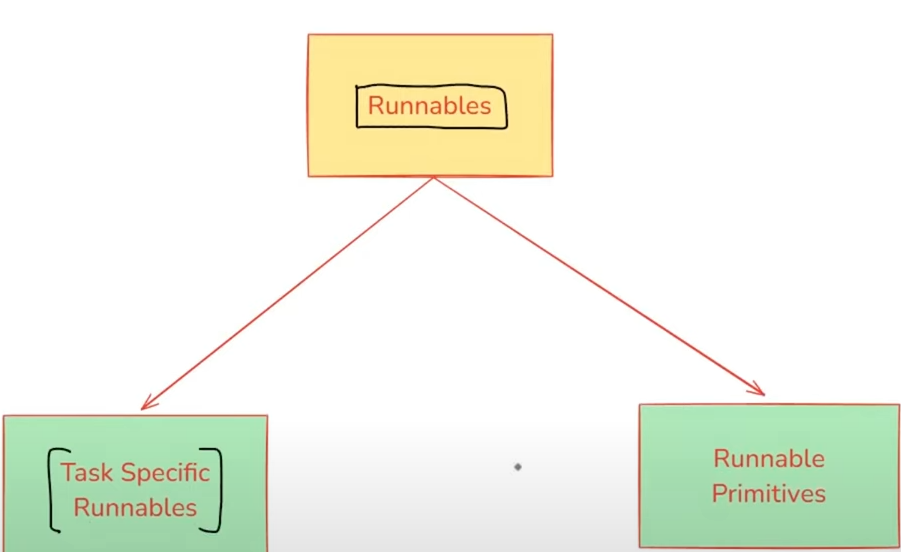 Runnables
Task Specific
Runnables
Runnable
Primitives